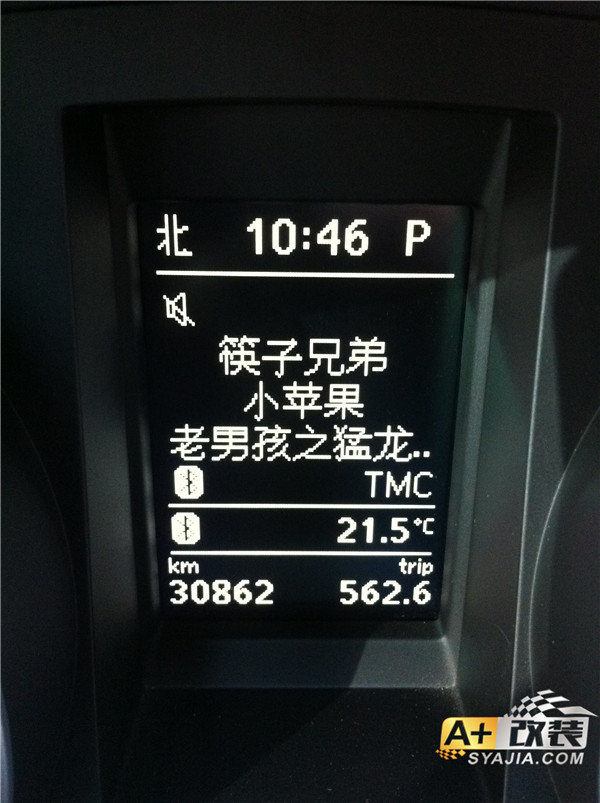 北 10:46 P
筷子兄弟
小苹果
老男孩之猛龙..
TMC
21.5°C
km trip
30862 562.6
A+改装
SYAJIA.COM